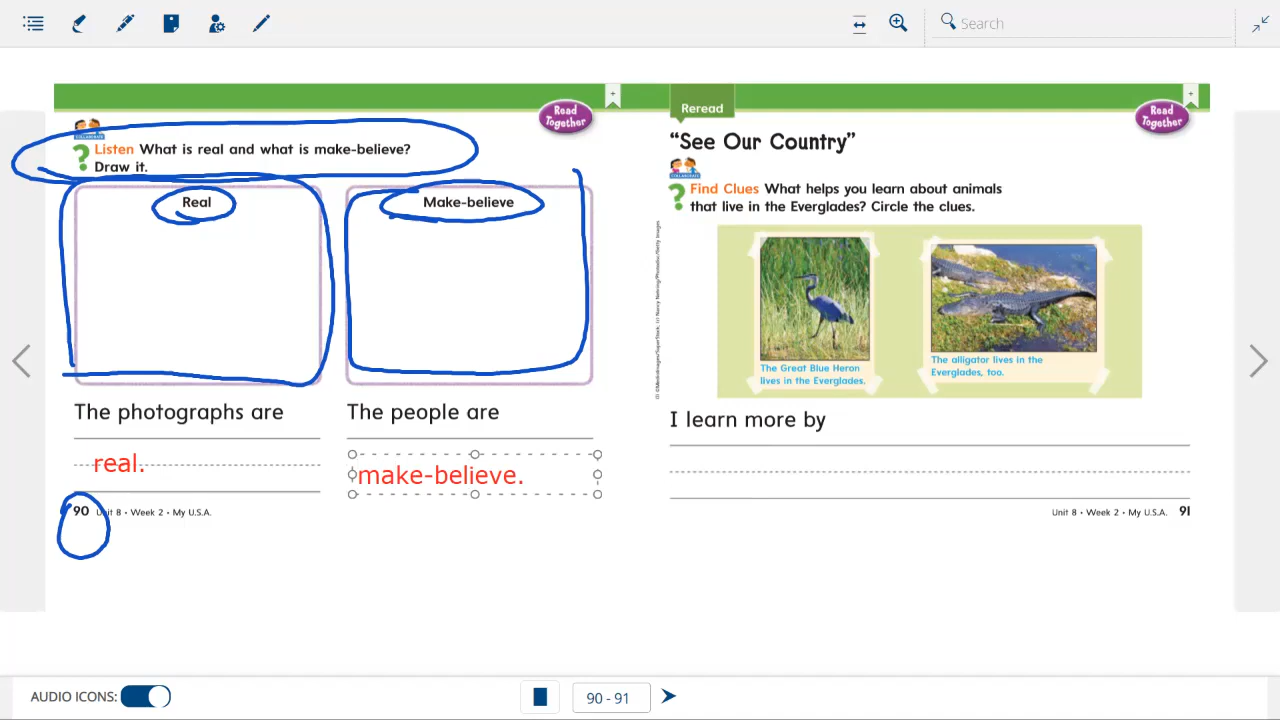 Search
Read
Together
COLLABORATE
? Listen What is real and what is make-believe?
Draw it.
Real
Make-believe
The photographs are
real.
The people are
make-believe.
90 Unit 8 • Week 2 • My U.S.A.
Reread
Read
Together
“See Our Country”
COLLABORATE
? Find Clues What helps you learn about animals
that live in the Everglades? Circle the clues.
The Great Blue Heron
lives in the Everglades.
The alligator lives in the
Everglades, too.
I learn more by
Unit 8 • Week 2 • My U.S.A. 91
AUDIO ICONS:
90 - 91